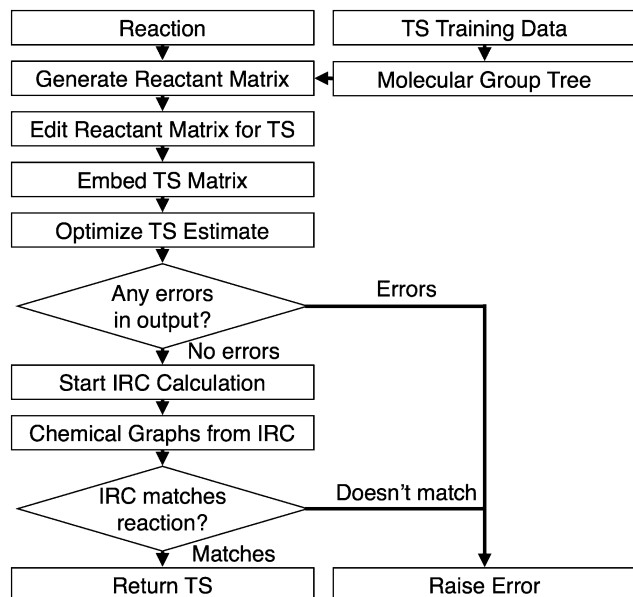 Reaction
TS Training Data
Generate Reactant Matrix
Molecular Group Tree
Edit Reactant Matrix for TS
Embed TS Matrix
Optimize TS Estimate
Any errors
in output?
Errors
No errors
Start IRC Calculation
Chemical Graphs from IRC
IRC matches
reaction?
Doesn't match
Matches
Return TS
Raise Error